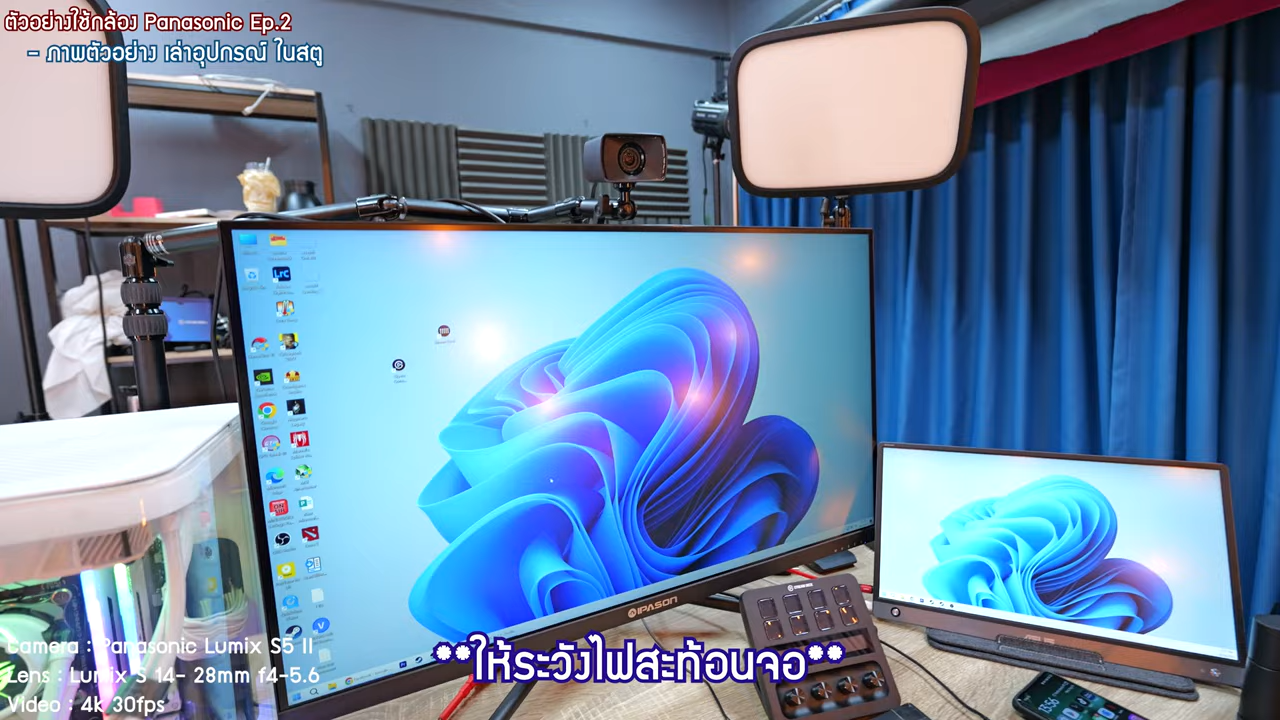 ตัวอย่างใช้กล้อง Panasonic Ep.2
- ภาพตัวอย่าง เล่าอุปกรณ์ ในสตู
LrC
IPASON
**ให้ระวังไฟสะท้อนจอ**
Camera : Panasonic Lumix S5 II
Lens : Lumix S 14- 28mm f4-5.6
Video : 4k 30fps
13:56